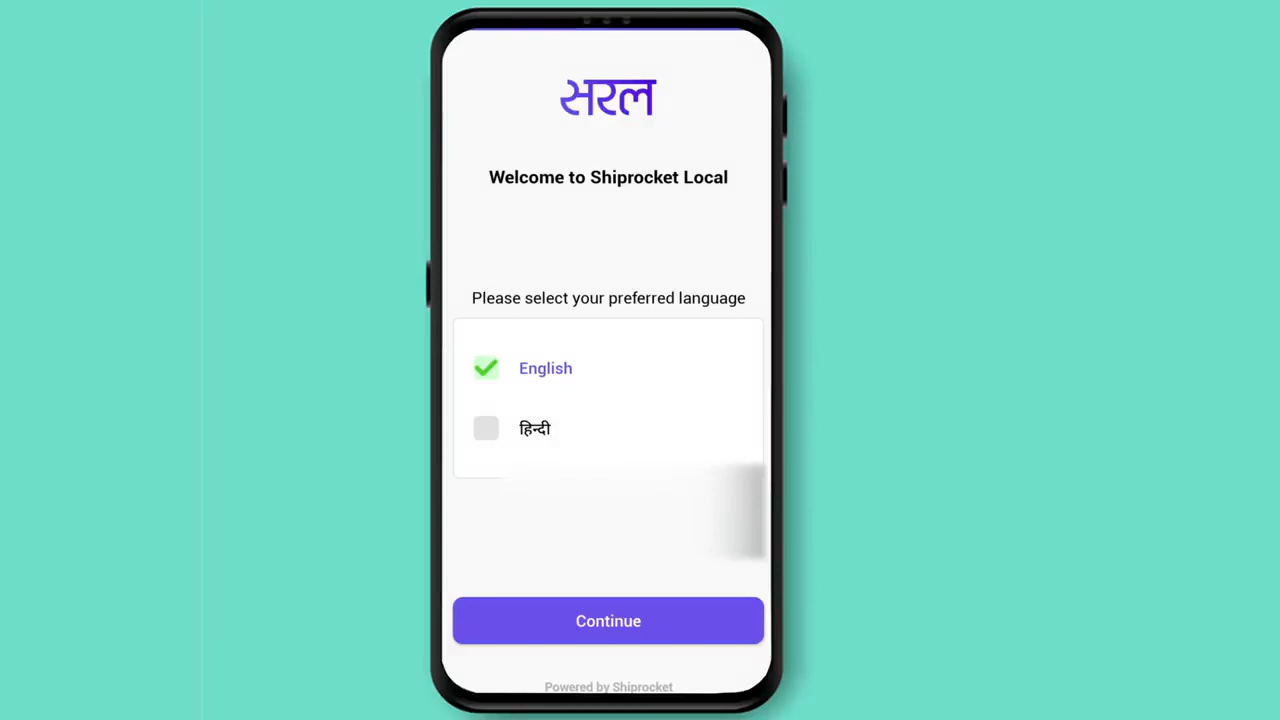 सरल
Welcome to Shiprocket Local
Please select your preferred language
English
हिन्दी
Continue
Powered by Shiprocket